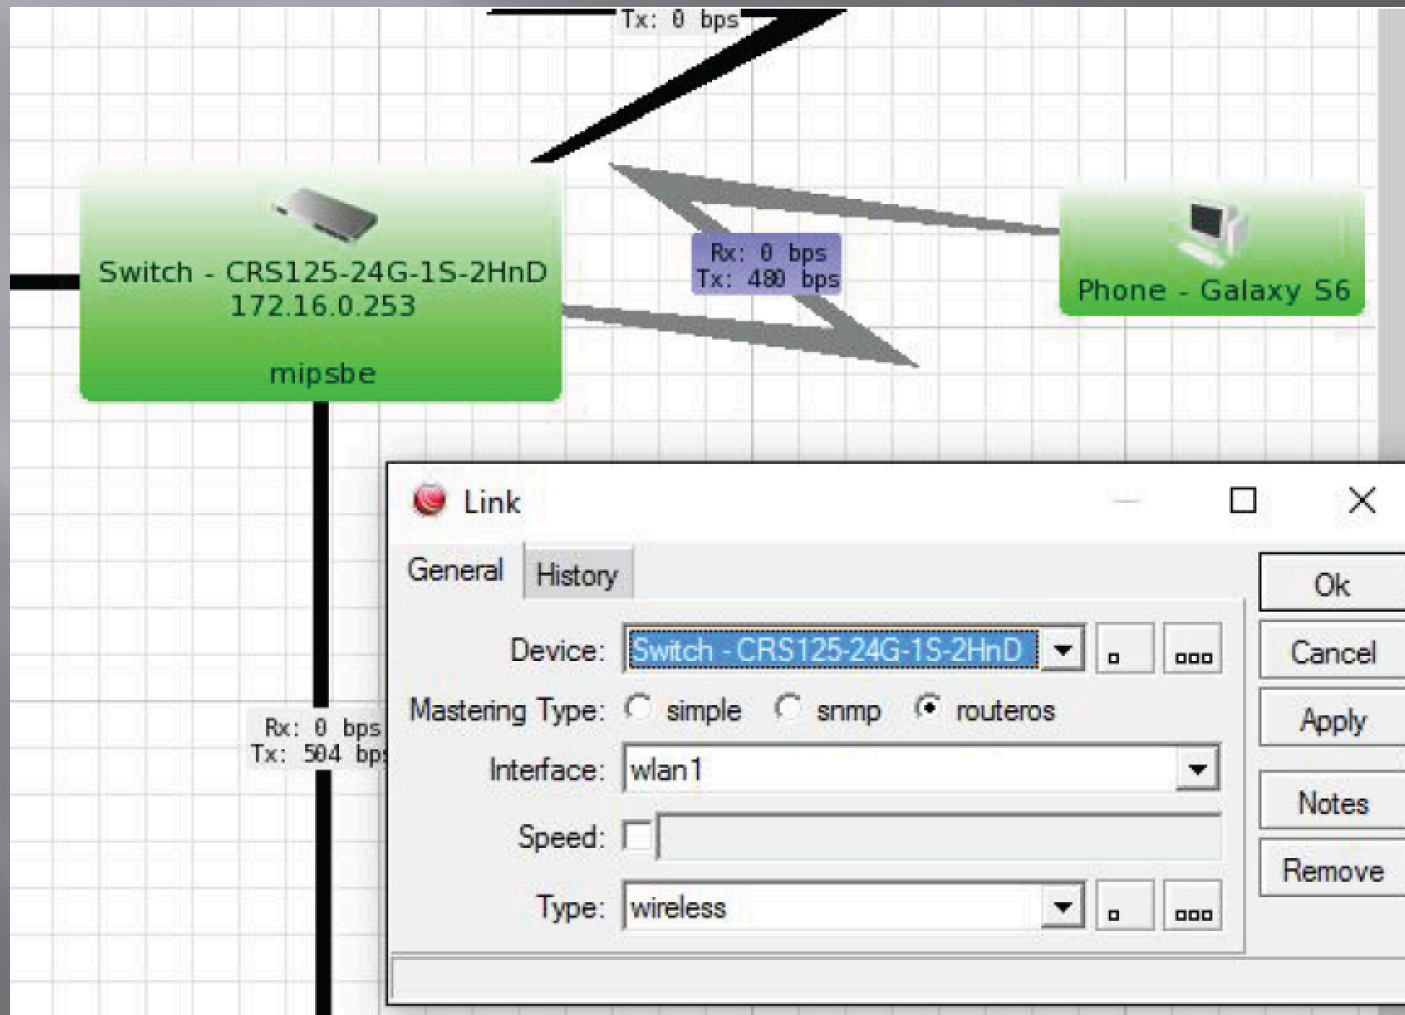 Tx: 0 bps
Switch - CRS125-24G-1S-2HnD
172.16.0.253
mipsbe
Rx: 0 bps
Tx: 480 bps
Phone - Galaxy S6
Rx: 0 bps
Tx: 504 bps
Link
General
History
Device:
Switch - CRS125-24G-1S-2HnD
Mastering Type:
simple
snmp
routeros
Interface:
wlan1
Speed:
Type:
wireless
Ok
Cancel
Apply
Notes
Remove